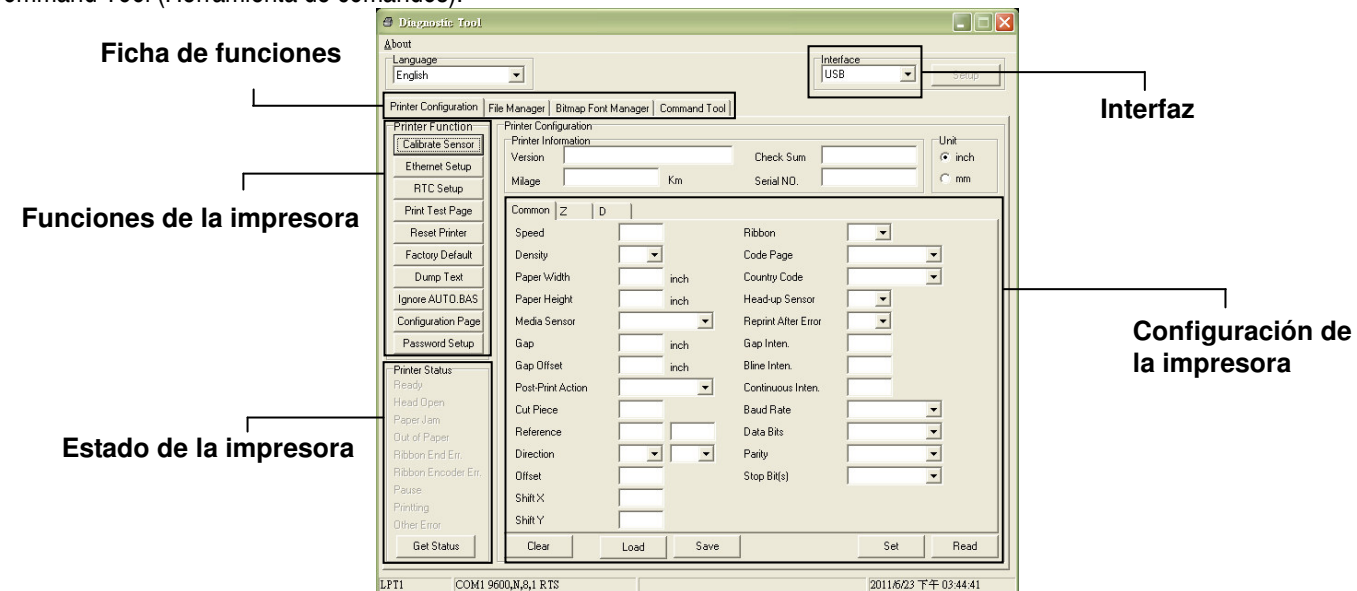 ommand Tool (Herramienta de comandos).
Diagnostic Tool
About
Language
English
Interface
USB
Setup
Ficha de funciones
Interfaz
Printer Configuration File Manager Bitmap Font Manager Command Tool
Printer Function
Calibrate Sensor
Ethernet Setup
RTC Setup
Print Test Page
Reset Printer
Factory Default
Dump Text
Ignore AUTO.BAS
Configuration Page
Password Setup
Funciones de la impresora
Printer Status
Ready
Head Open
Paper Jam
Out of Paper
Ribbon End Err.
Ribbon Encoder Err.
Pause
Printting
Other Error
Get Status
Estado de la impresora
Printer Configuration
Printer Information
Version
Check Sum
Milage
Km
Serial NO.
Unit
inch
mm
Common Z D
Speed
Density
Paper Width inch
Paper Height inch
Media Sensor
Gap inch
Gap Offset inch
Post-Print Action
Cut Piece
Reference
Direction
Offset
Shift X
Shift Y
Ribbon
Code Page
Country Code
Head-up Sensor
Reprint After Error
Gap Inten.
Bline Inten.
Continuous Inten.
Baud Rate
Data Bits
Parity
Stop Bit(s)
Clear Load Save Set Read
Configuración de
la impresora
LPT1 COM1 9600,N,8,1 RTS 2011/6/23 下午 03:44:41